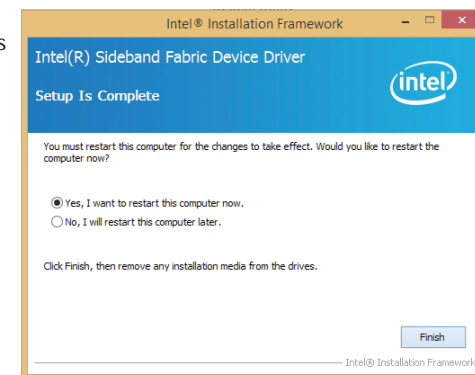 Intel® Installation Framework
s
Intel(R) Sideband Fabric Device Driver
Setup Is Complete
intel
You must restart this computer for the changes to take effect. Would you like to restart the
computer now?
Yes, I want to restart this computer now.
No, I will restart this computer later.
Click Finish, then remove any installation media from the drives.
Finish
Intel® Installation Framework